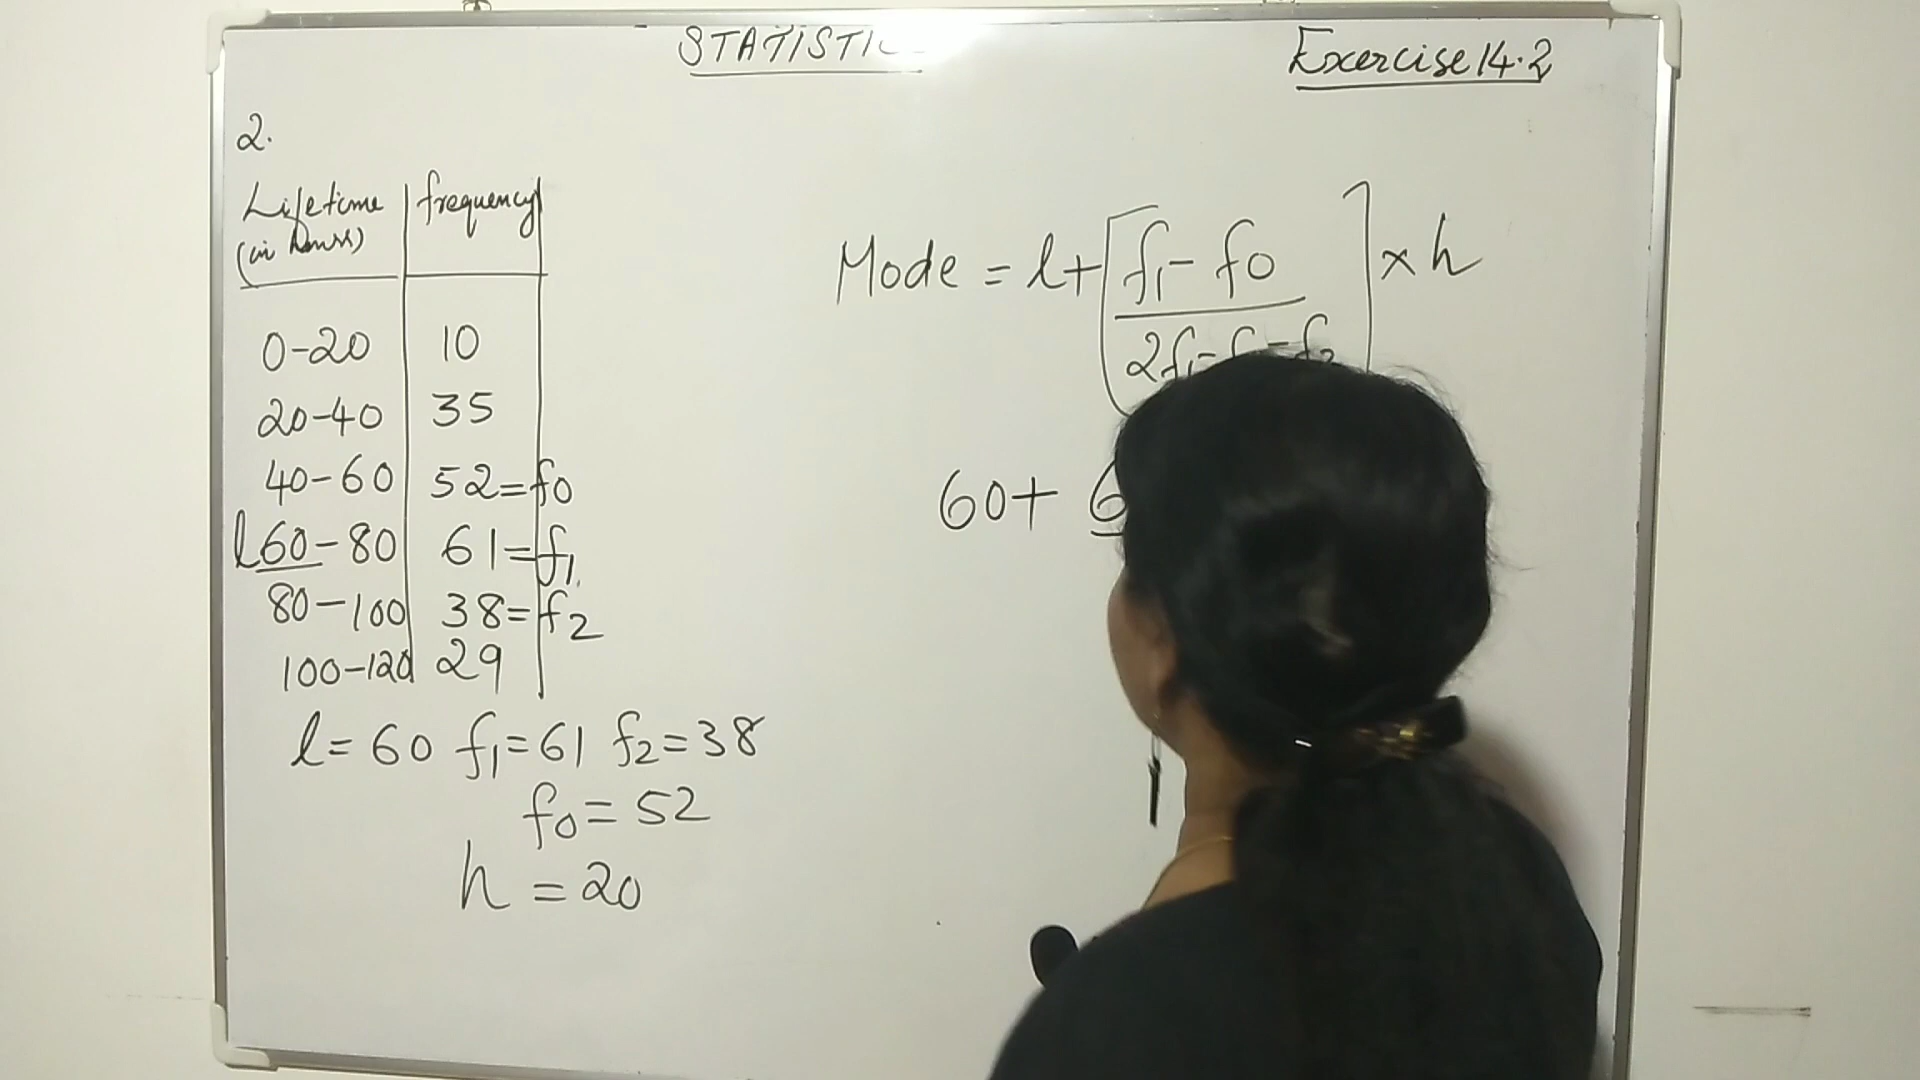 STATISTIC
Exercise 14.2
2.
Lifetime (in hours) | frequency
0-20 | 10
20-40 | 35
40-60 | 52=f0
l 60-80 | 61=f1
80-100 | 38=f2
100-120 | 29
l=60 f1=61 f2=38
f0=52
h=20
Mode = l+[f1-f0
2f1-f -f2] x h
60+ 6